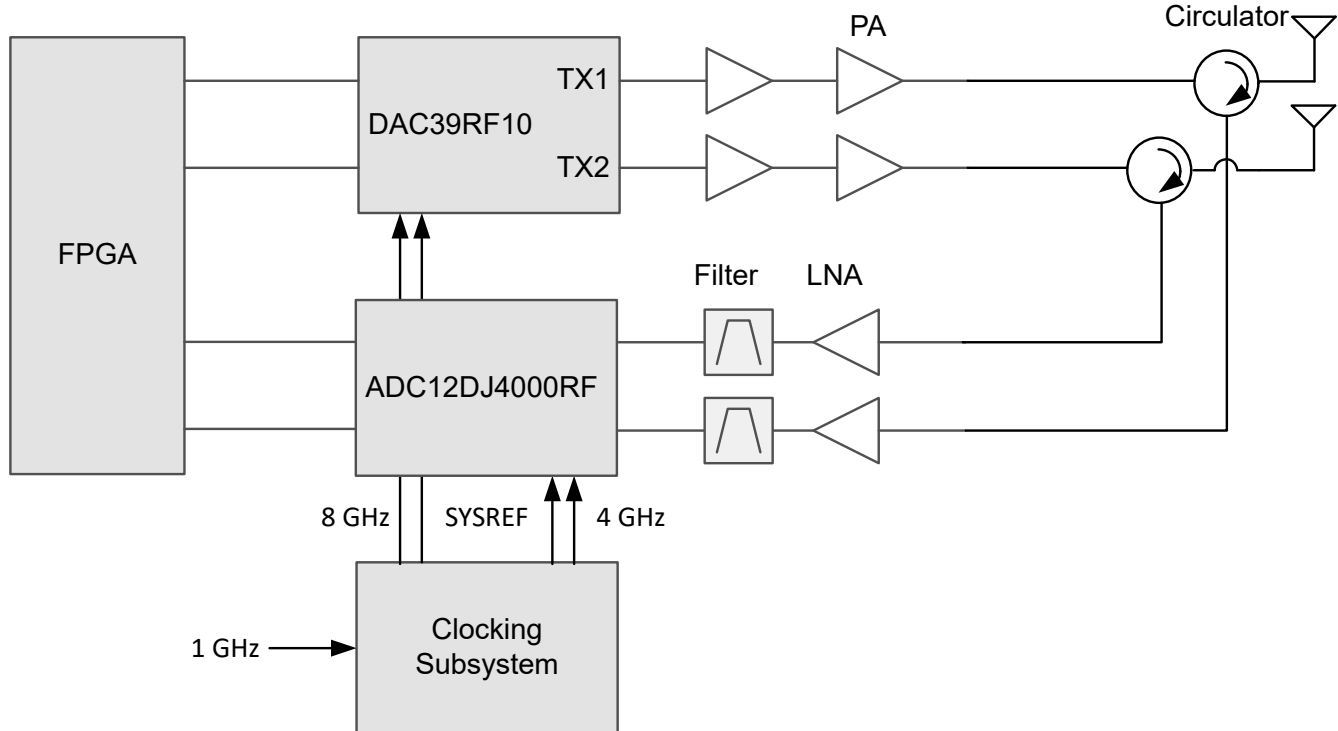 Circulator
PA
TX1
DAC39RF10
TX2
FPGA
Filter
LNA
ADC12DJ4000RF
8 GHz
SYSREF
4 GHz
Clocking
Subsystem
1 GHz